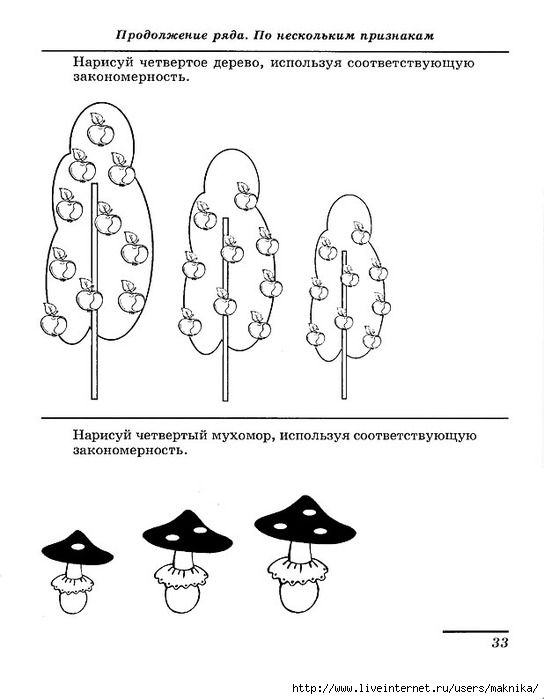 Продолжение ряда. По нескольким признакам
Нарисуй четвертое дерево, используя соответствующую
закономерность.
Нарисуй четвертый мухомор, используя соответствующую
закономерность.
33
http://www.liveinternet.ru/users/maknika/